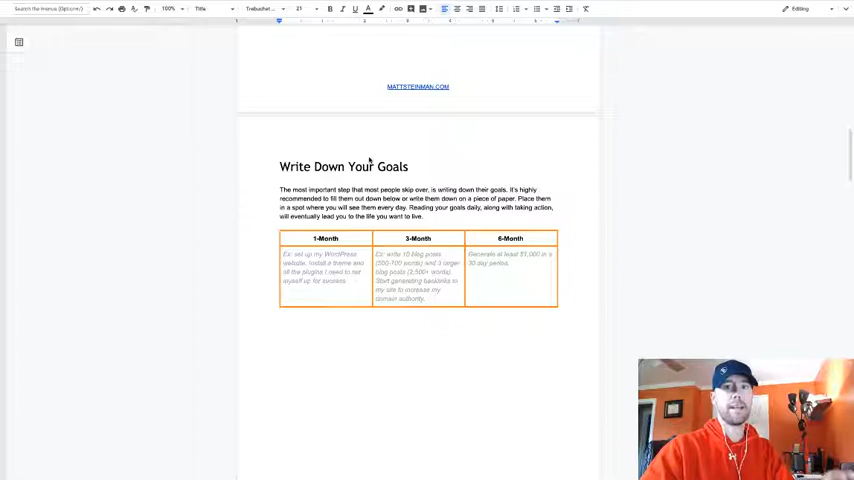 Search the menus (Option+/)
100%
Title
Trebuchet...
21
B I U A
Editing
MATTSTEINMAN.COM
Write Down Your Goals
The most important step that most people skip over, is writing down their goals. It's highly
recommended to fill them out down below or write them down on a piece of paper. Place them
in a spot where you will see them every day. Reading your goals daily, along with taking action,
will eventually lead you to the life you want to live.
1-Month 3-Month 6-Month
Ex: set up my WordPress
website. Install a theme and
all the plugins I need to set
myself up for success
Ex: write 10 blog posts
(500-700 words) and 3 larger
blog posts (2,500+ words).
Start generating backlinks to
my site to increase my
domain authority.
Generate at least $1,000 in a
30 day period.